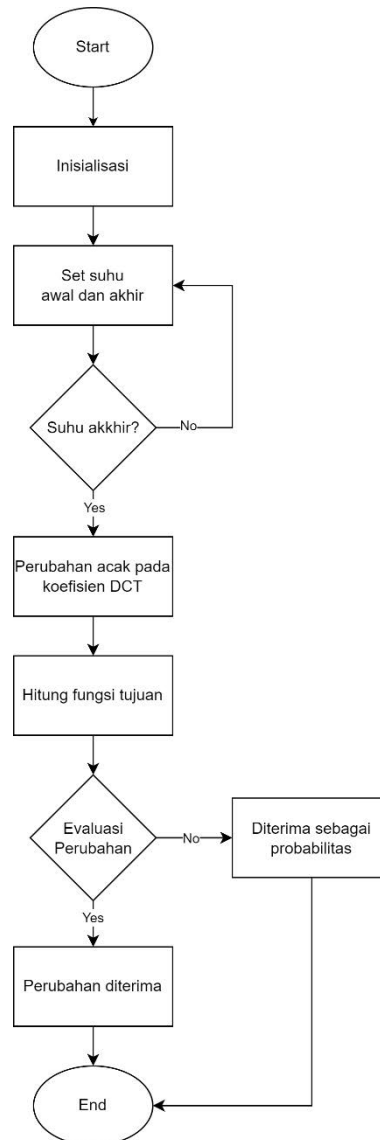 Start
Inisialisasi
Set suhu
awal dan akhir
Suhu akkhir?
No
Yes
Perubahan acak pada
koefisien DCT
Hitung fungsi tujuan
Evaluasi
Perubahan
No
Diterima sebagai
probabilitas
Yes
Perubahan diterima
End